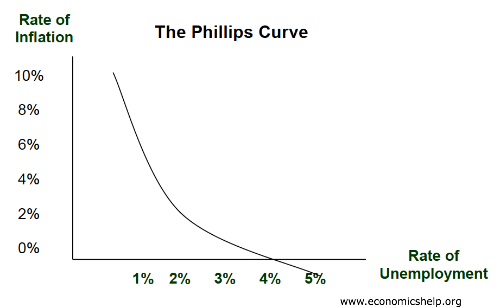 Rate of
Inflation
The Phillips Curve
10%
8%
6%
4%
2%
0%
1% 2% 3% 4% 5%
Rate of
Unemployment
www.economicshelp.org